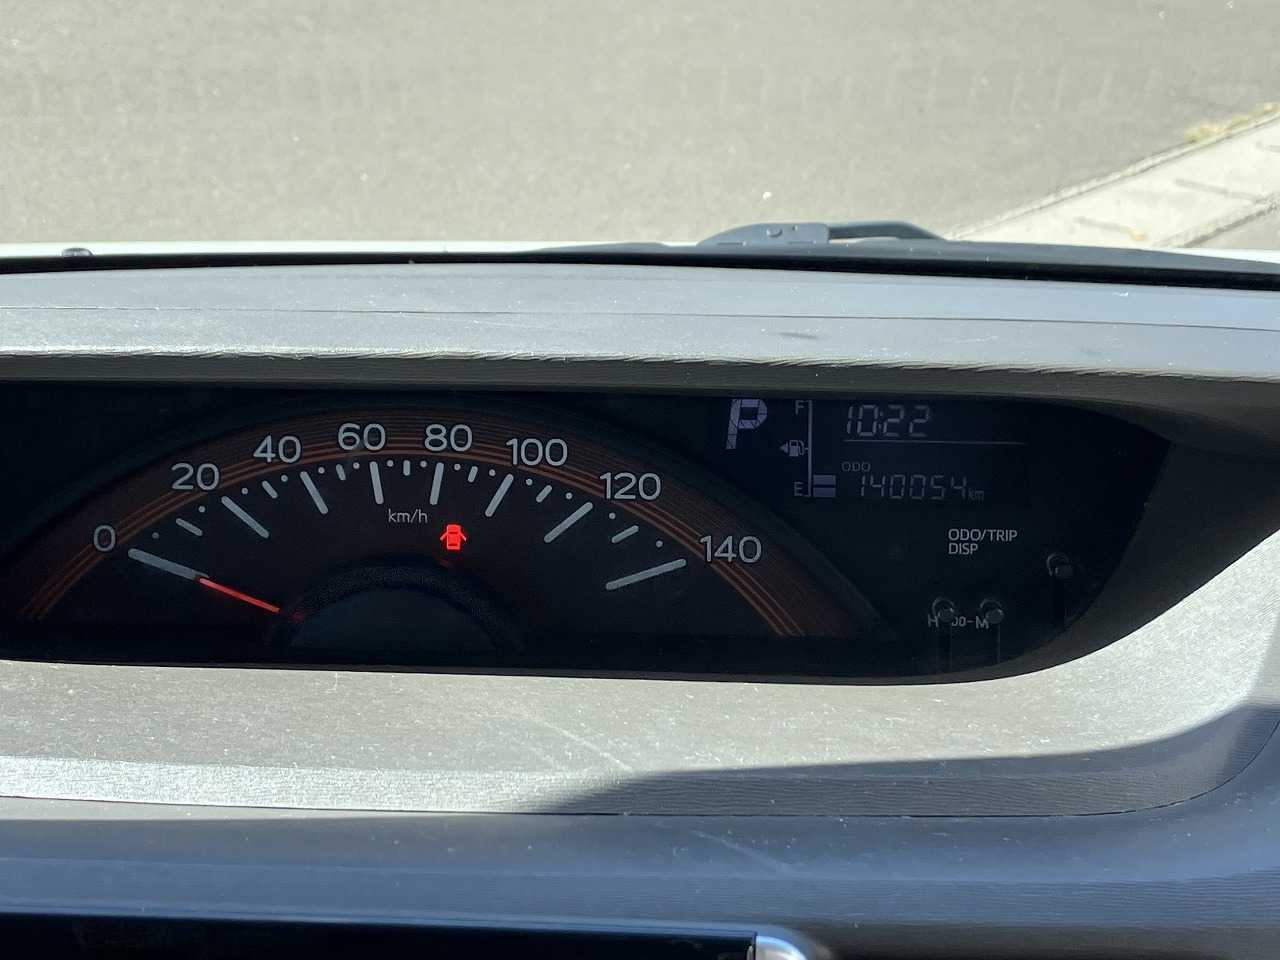 0
20
40
60
80
100
120
140
km/h
P
F
E
10:22
ODO
140054km
ODO/TRIP
DISP
H
-M